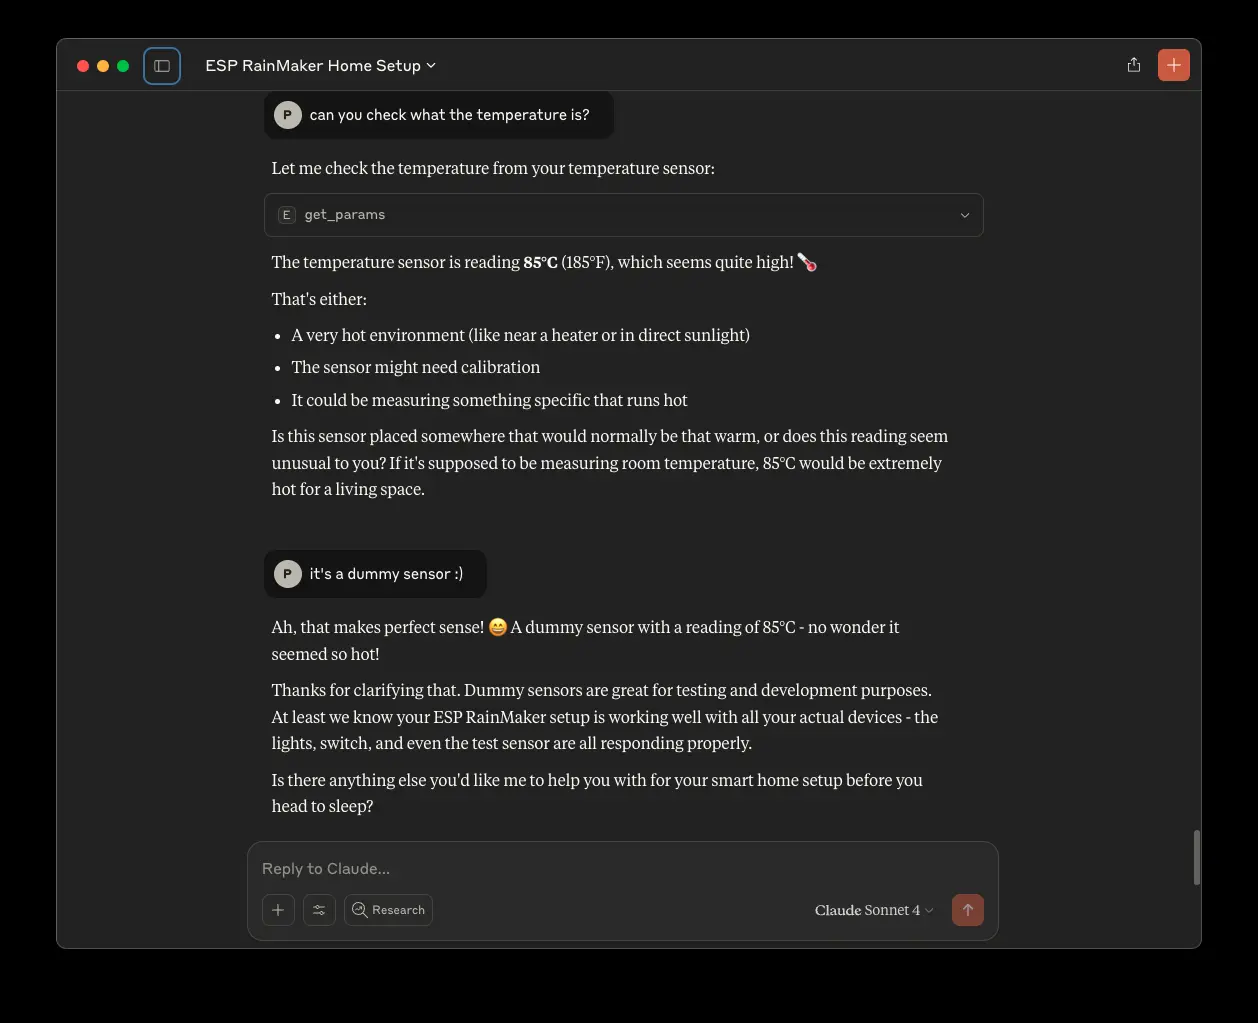 ESP RainMaker Home Setup
P can you check what the temperature is?
Let me check the temperature from your temperature sensor:
E get_params
The temperature sensor is reading 85°C (185°F), which seems quite high! 🌡️
That's either:
• A very hot environment (like near a heater or in direct sunlight)
• The sensor might need calibration
• It could be measuring something specific that runs hot
Is this sensor placed somewhere that would normally be that warm, or does this reading seem
unusual to you? If it's supposed to be measuring room temperature, 85°C would be extremely
hot for a living space.
P it's a dummy sensor :)
Ah, that makes perfect sense! 😄 A dummy sensor with a reading of 85°C - no wonder it
seemed so hot!
Thanks for clarifying that. Dummy sensors are great for testing and development purposes.
At least we know your ESP RainMaker setup is working well with all your actual devices - the
lights, switch, and even the test sensor are all responding properly.
Is there anything else you'd like me to help you with for your smart home setup before you
head to sleep?
Reply to Claude...
Research
Claude Sonnet 4